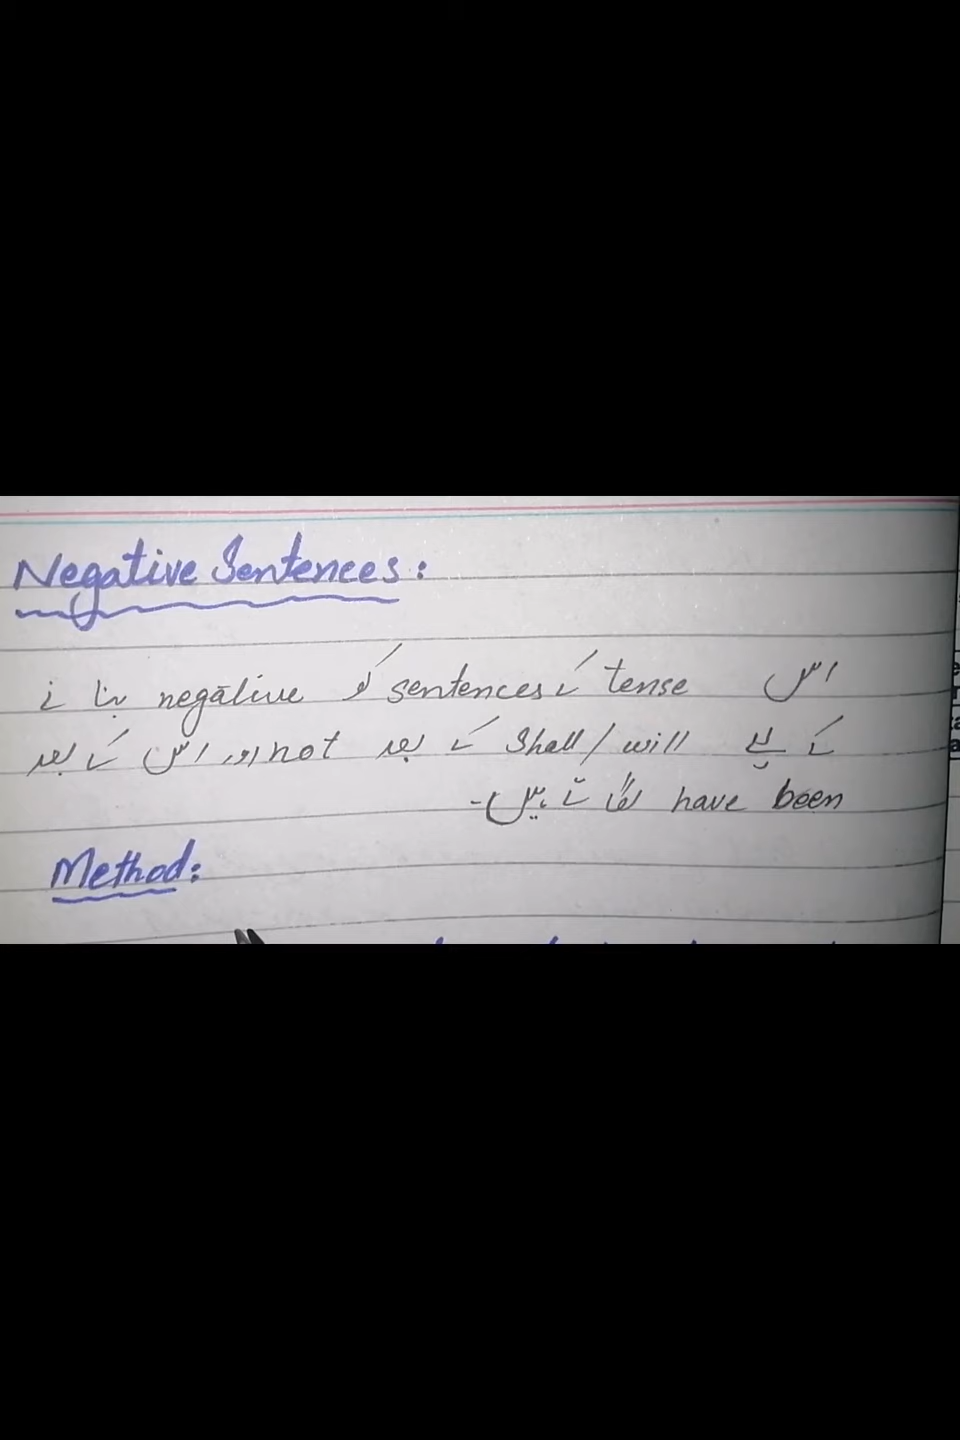 Negative Sentences:
اس tense کے sentences کو negative بنانے
کے لیے shall/will کے بعد not اور اس کے بعد
have been لگاتے ہیں۔
Method: